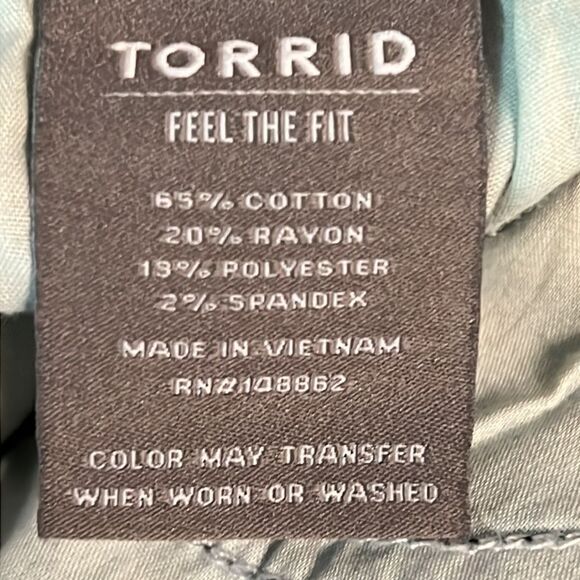 TORRID
FEEL THE FIT
65% COTTON
20% RAYON
13% POLYESTER
2% SPANDEX
MADE IN VIETNAM
RN#148862
COLOR MAY TRANSFER
WHEN WORN OR WASHED